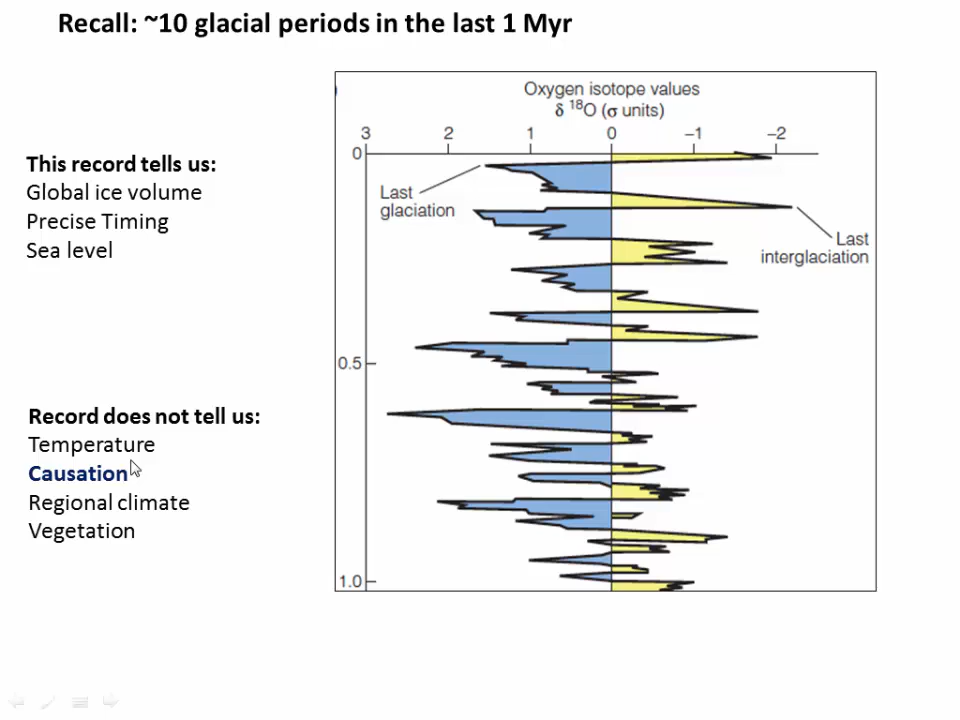 Recall: ~10 glacial periods in the last 1 Myr
Oxygen isotope values
δ ¹⁸O (σ units)
3 2 1 0 −1 −2
0
This record tells us:
Global ice volume
Precise Timing
Sea level
Last
glaciation
Last
interglaciation
0.5
Record does not tell us:
Temperature
Causation
Regional climate
Vegetation
1.0